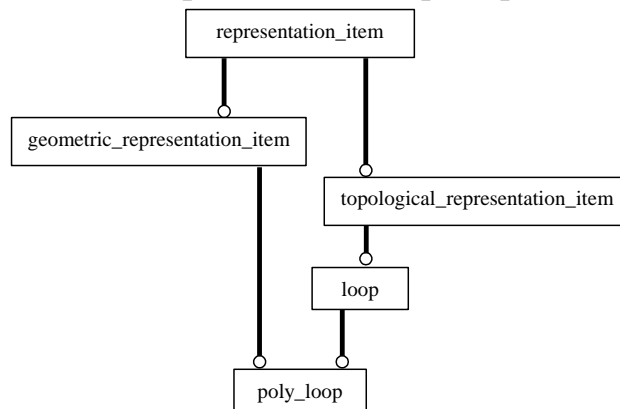 representation_item
geometric_representation_item
topological_representation_item
loop
poly_loop